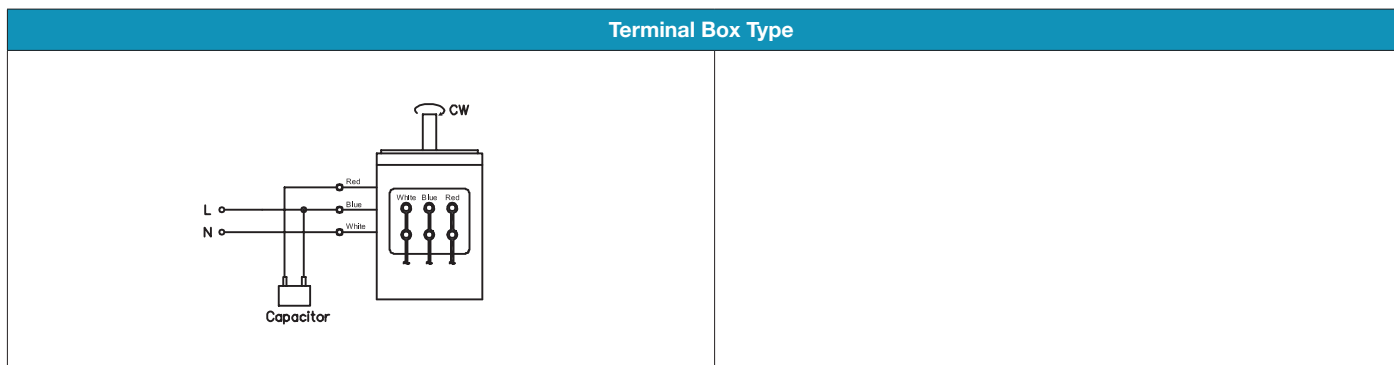 Terminal Box Type
CW
Red
White Blue Red
Blue
L
White
N
Capacitor